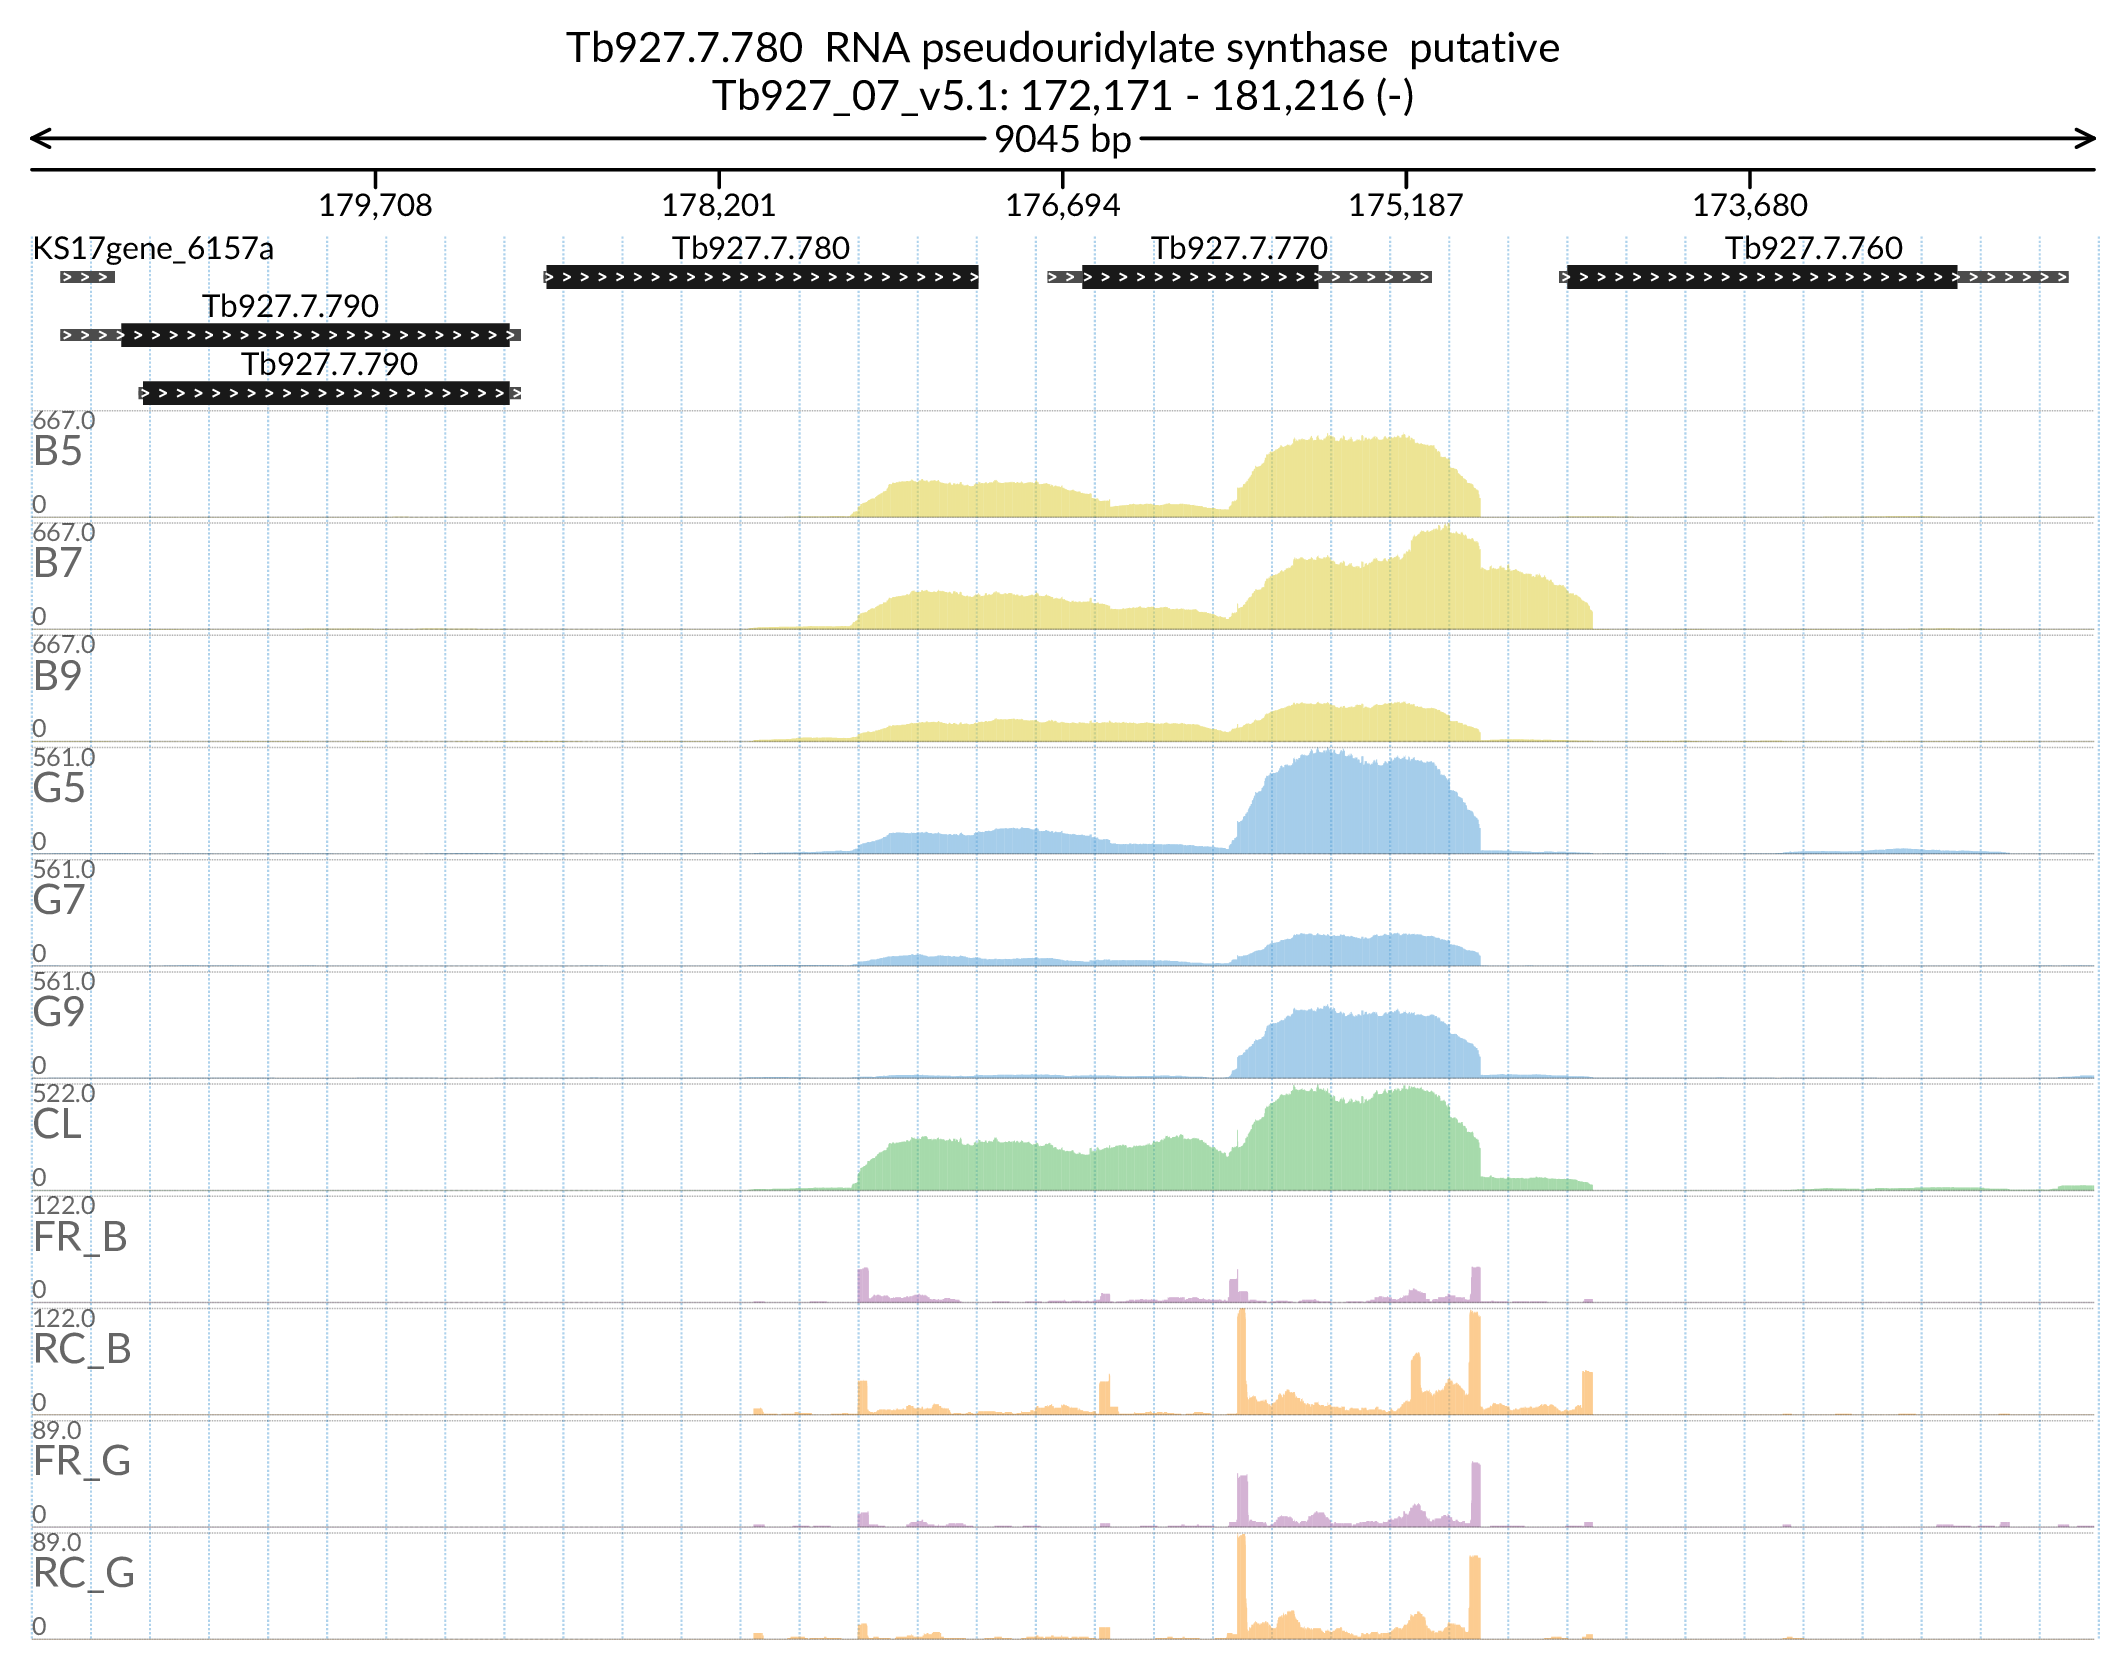 Tb927.7.780 RNA pseudouridylate synthase putative
Tb927_07_v5.1: 172,171 - 181,216 (-)
9045 bp
179,708 178,201 176,694 175,187 173,680
KS17gene_6157a Tb927.7.780 Tb927.7.770 Tb927.7.760
Tb927.7.790
Tb927.7.790
667.0
B5
0
667.0
B7
0
667.0
B9
0
561.0
G5
0
561.0
G7
0
561.0
G9
0
522.0
CL
0
122.0
FR_B
0
122.0
RC_B
0
89.0
FR_G
0
89.0
RC_G
0